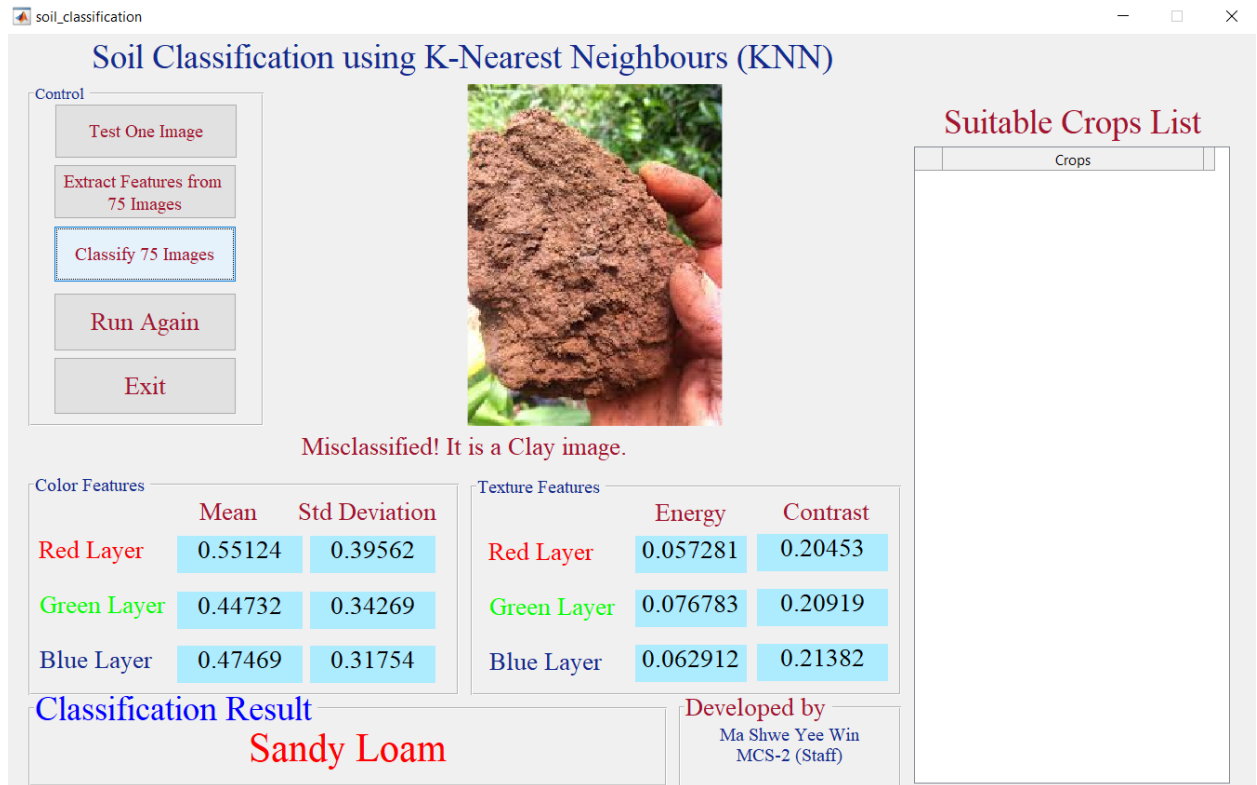 soil_classification
Soil Classification using K-Nearest Neighbours (KNN)
Control
Test One Image
Extract Features from
75 Images
Classify 75 Images
Run Again
Exit
Misclassified! It is a Clay image.
Suitable Crops List
Crops
Color Features
Mean Std Deviation
Red Layer 0.55124 0.39562
Green Layer 0.44732 0.34269
Blue Layer 0.47469 0.31754
Texture Features
Energy Contrast
Red Layer 0.057281 0.20453
Green Layer 0.076783 0.20919
Blue Layer 0.062912 0.21382
Classification Result
Sandy Loam
Developed by
Ma Shwe Yee Win
MCS-2 (Staff)